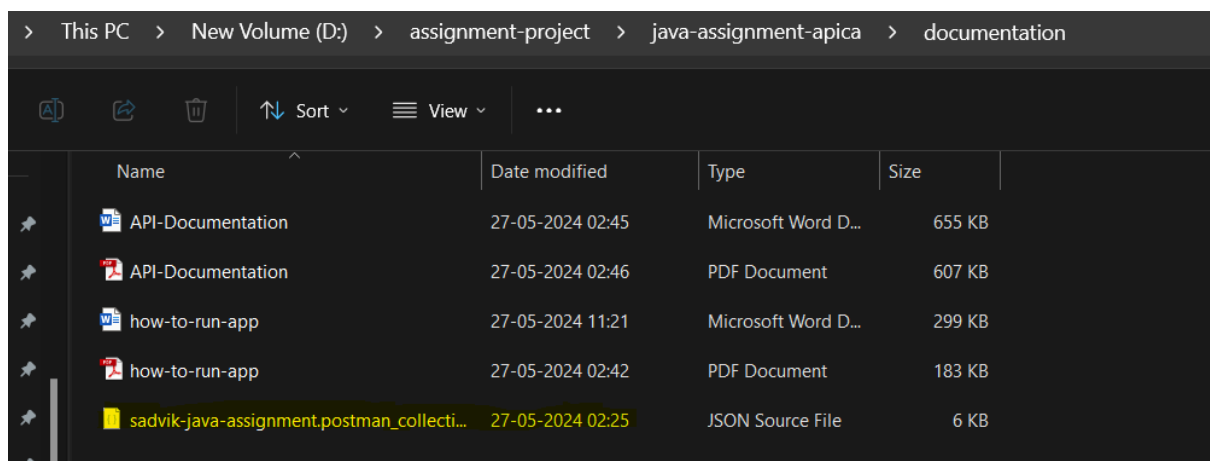 > This PC > New Volume (D:) > assignment-project > java-assignment-apica > documentation
Sort View ...
Name Date modified Type Size
API-Documentation 27-05-2024 02:45 Microsoft Word D... 655 KB
API-Documentation 27-05-2024 02:46 PDF Document 607 KB
how-to-run-app 27-05-2024 11:21 Microsoft Word D... 299 KB
how-to-run-app 27-05-2024 02:42 PDF Document 183 KB
sadvik-java-assignment.postman_collecti... 27-05-2024 02:25 JSON Source File 6 KB